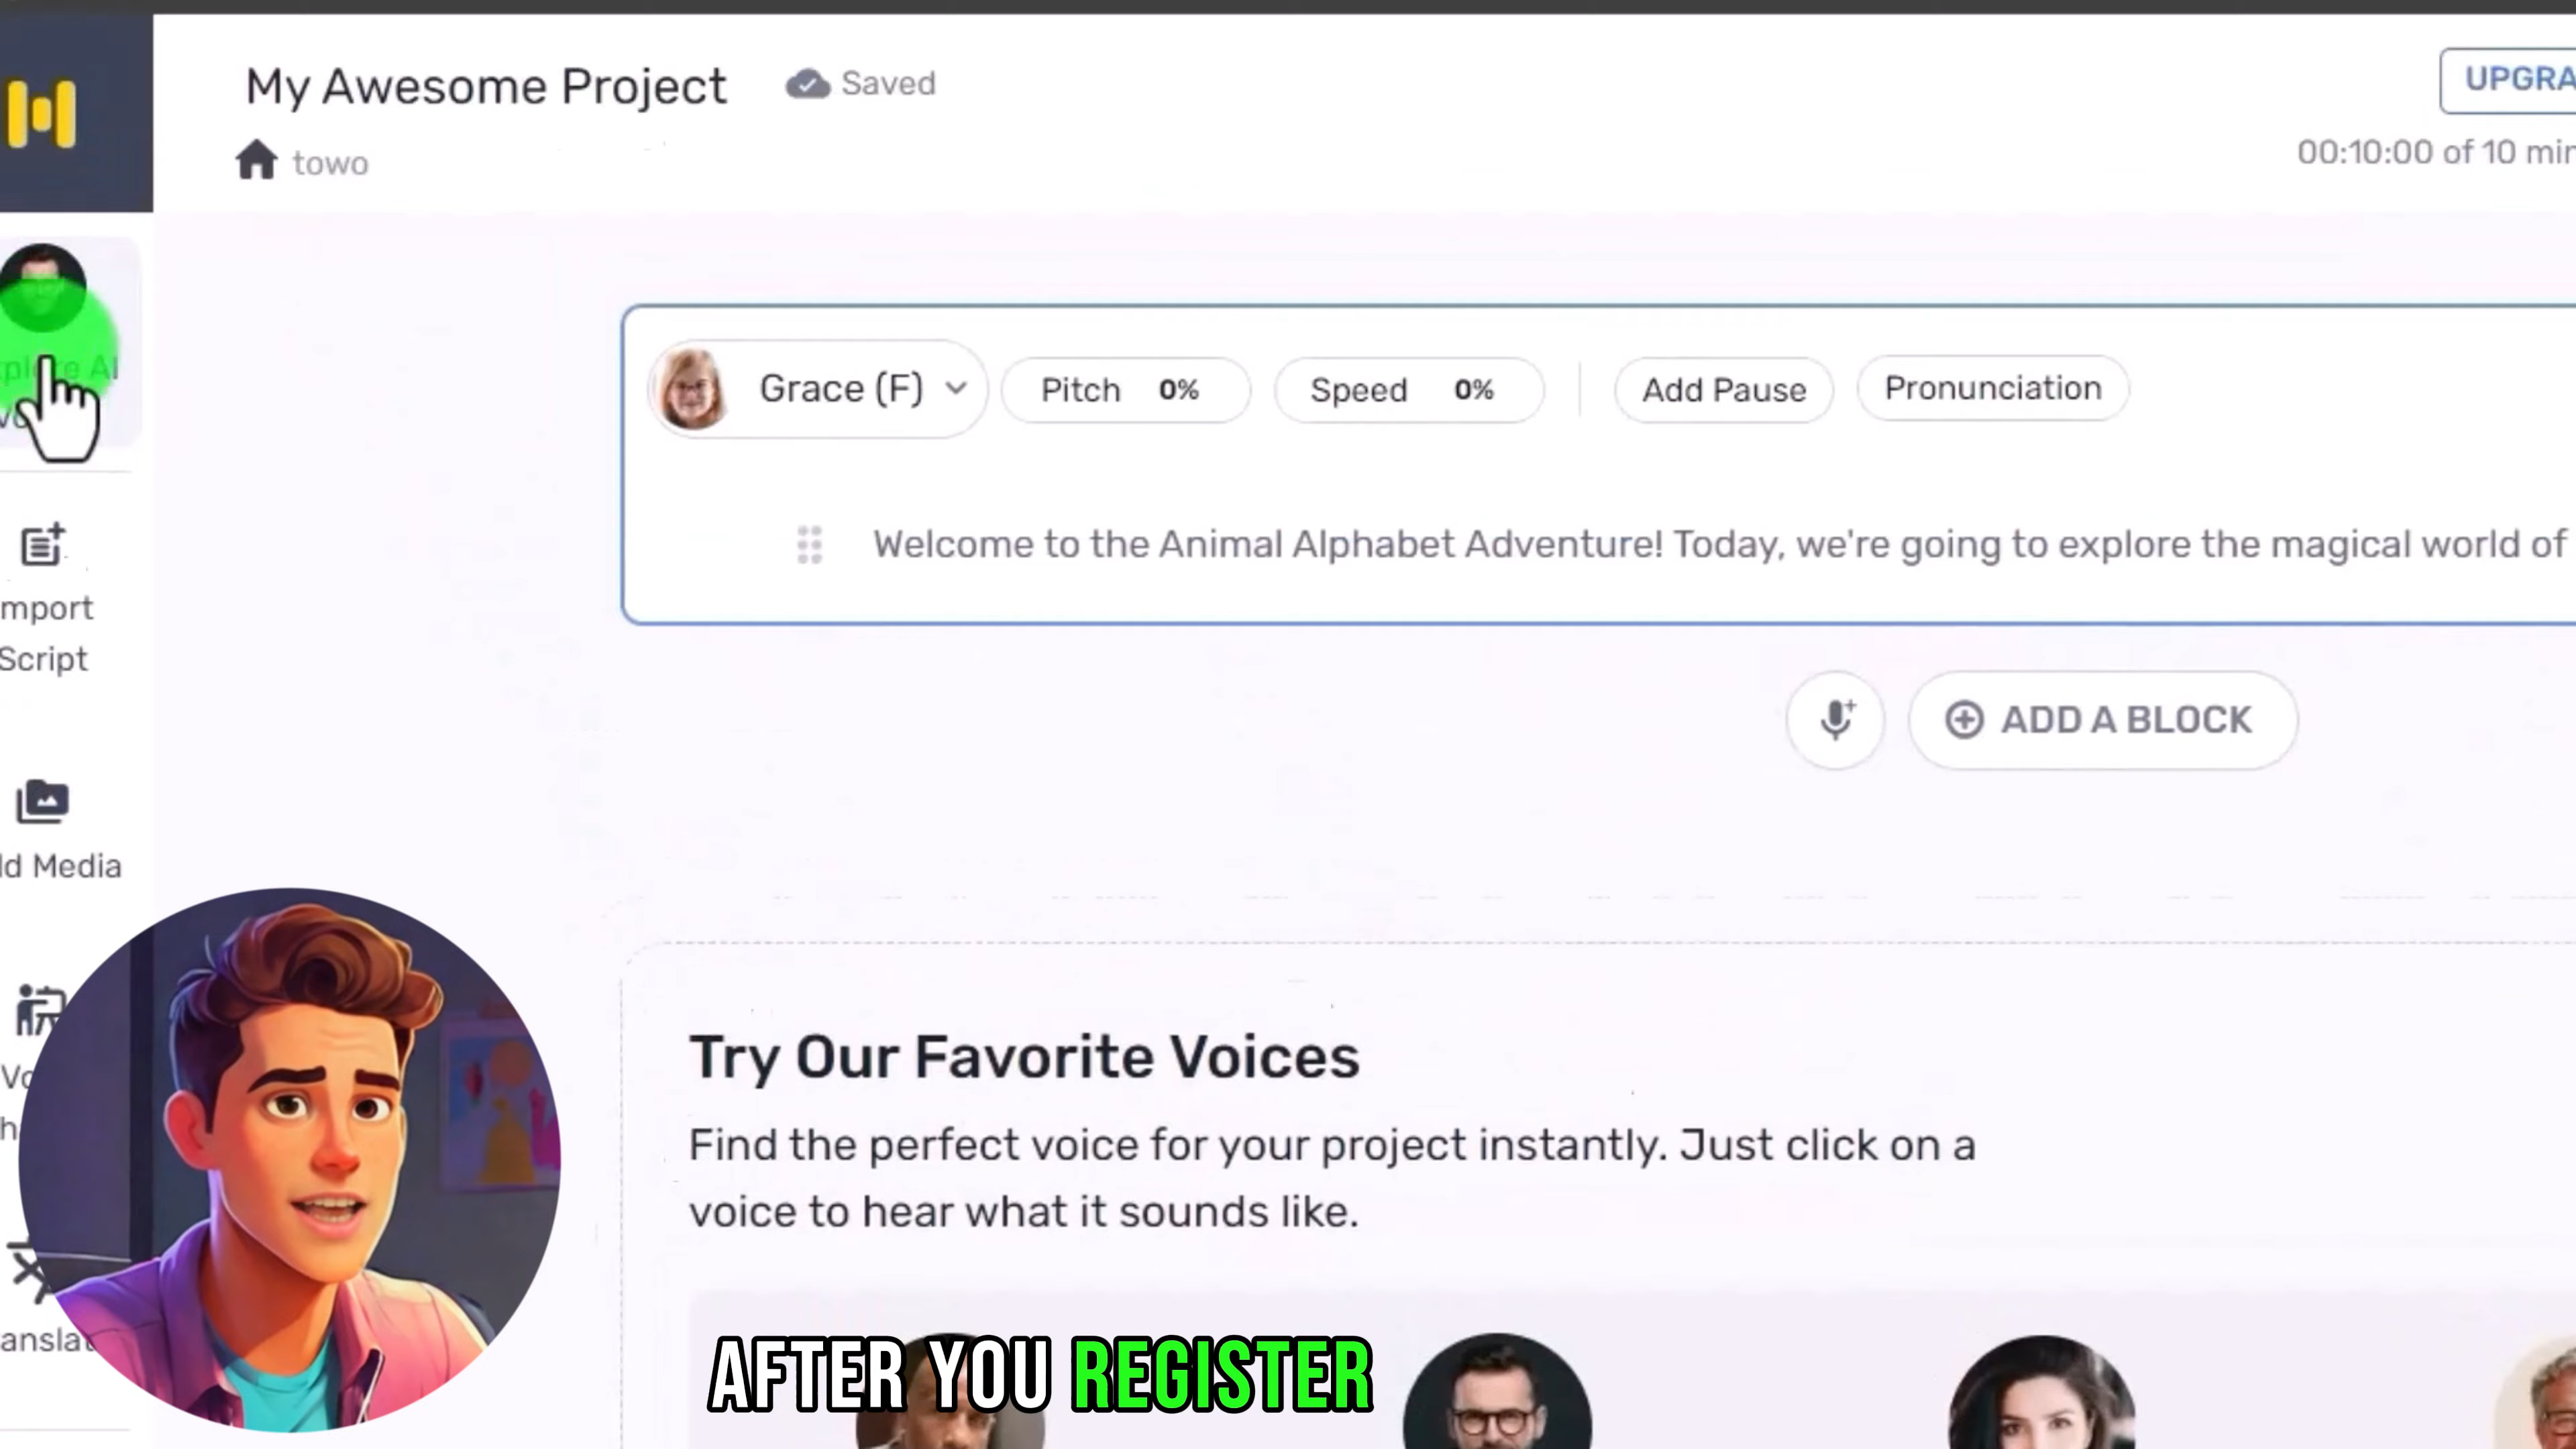 My Awesome Project
Saved
UPGRA
towo
00:10:00 of 10 min
plore AI
Grace (F)
Pitch 0%
Speed 0%
Add Pause
Pronunciation
Welcome to the Animal Alphabet Adventure! Today, we're going to explore the magical world of
mport
Script
ADD A BLOCK
d Media
Try Our Favorite Voices
Find the perfect voice for your project instantly. Just click on a
voice to hear what it sounds like.
anslat
AFTER YOU REGISTER